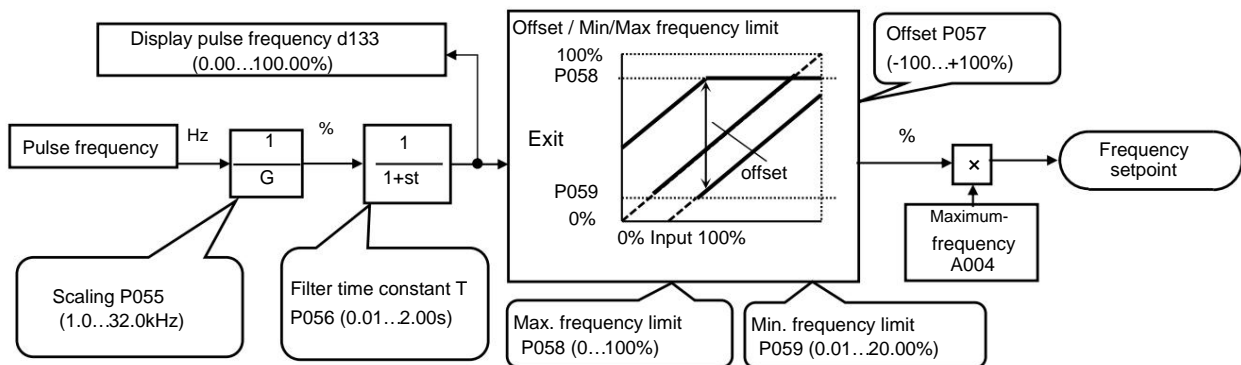 Display pulse frequency d133
(0.00...100.00%)
Offset / Min/Max frequency limit
100%
P058
Exit
P059
0%
offset
0% Input 100%
Offset P057
(-100...+100%)
Pulse frequency
Hz
1
G
%
1
1+st
%
×
Frequency
setpoint
Maximum-
frequency
A004
Scaling P055
(1.0...32.0kHz)
Filter time constant T
P056 (0.01...2.00s)
Max. frequency limit
P058 (0...100%)
Min. frequency limit
P059 (0.01...20.00%)